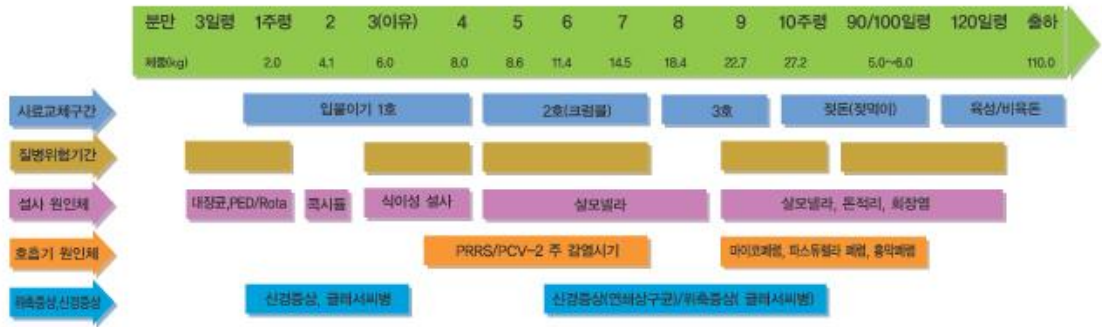 분만 3일령 1주령 2 3(이유) 4 5 6 7 8 9 10주령 90/100일령 120일령 출하
체중(kg) 2.0 4.1 6.0 8.0 8.6 11.4 14.5 18.4 22.7 27.2 5.0~6.0 110.0
사료교체구간 입붙이기 1호 2호(크럼블) 3호 젖돈(젖먹이) 육성/비육돈
질병위험기간
설사 원인체 대장균,PED/Rota 콕시듐 식이성 설사 살모넬라 살모넬라, 돈적리, 회장염
호흡기 원인체 PRRS/PCV-2 주 감염시기 마이코폐렴, 파스튜렐라 폐렴, 흉막폐렴
위축증상,신경증상 신경증상, 글래서씨병 신경증상(연쇄상구균)/위축증상( 글래서씨병)